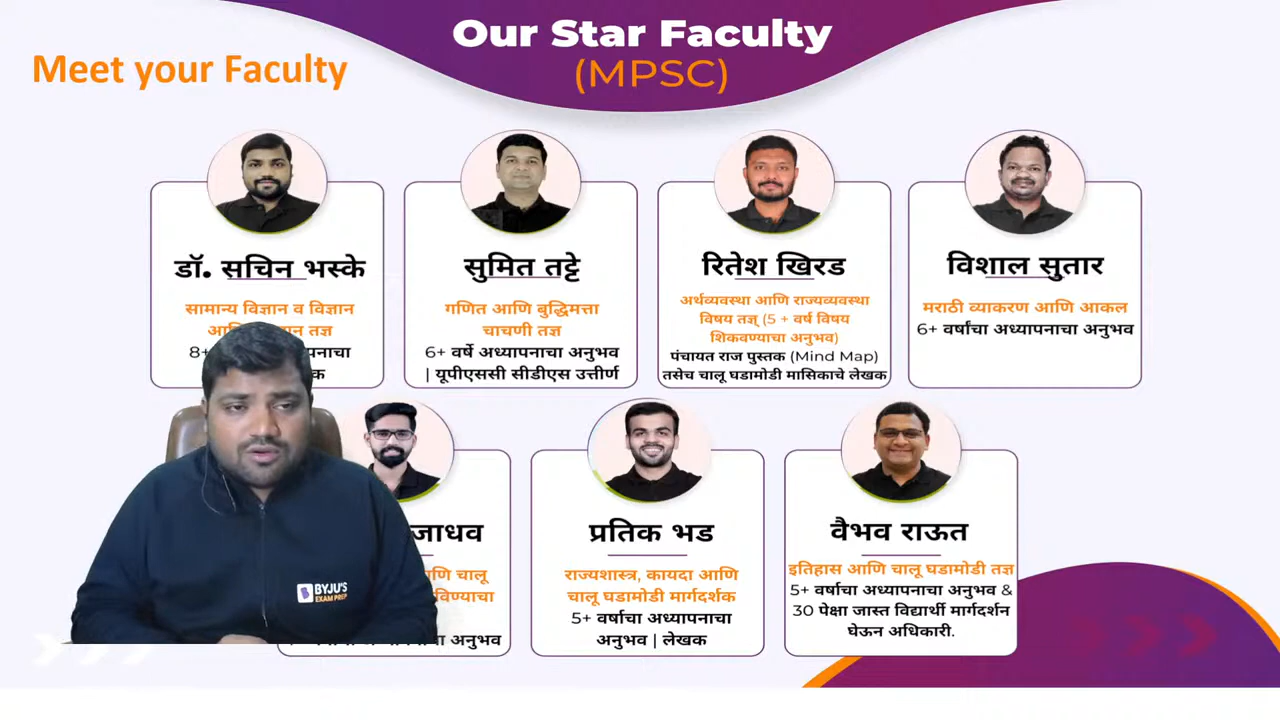 Our Star Faculty
(MPSC)
Meet your Faculty
डॉ. सचिन भस्के
सामान्य विज्ञान व विज्ञान
तज्ञ
8+
सुमित तट्टे
गणित आणि बुद्धिमत्ता
चाचणी तज्ञ
6+ वर्षे अध्यापनाचा अनुभव
| यूपीएससी सीडीएस उत्तीर्ण
रितेश खिरड
अर्थव्यवस्था आणि राज्यव्यवस्था
विषय तज्ञ् (5 + वर्ष विषय
शिकवण्याचा अनुभव)
पंचायत राज पुस्तक (Mind Map)
तसेच चालू घडामोडी मासिकाचे लेखक
विशाल सुतार
मराठी व्याकरण आणि आकल
6+ वर्षांचा अध्यापनाचा अनुभव
जाधव
चालू
अनुभव
प्रतिक भड
राज्यशास्त्र, कायदा आणि
चालू घडामोडी मार्गदर्शक
5+ वर्षाचा अध्यापनाचा
अनुभव | लेखक
वैभव राऊत
इतिहास आणि चालू घडामोडी तज्ञ
5+ वर्षाचा अध्यापनाचा अनुभव &
30 पेक्षा जास्त विद्यार्थी मार्गदर्शन
घेऊन अधिकारी.
BYJU'S
EXAM PREP